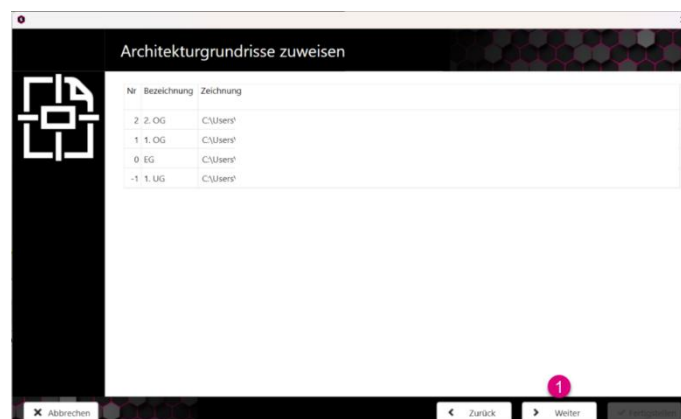 Architekturgrundrisse zuweisen
Nr Bezeichnung Zeichnung
2 2. OG C:\Users\
1 1. OG C:\Users\
0 EG C:\Users\
-1 1. UG C:\Users\
1
Abbrechen Zurück Weiter Fertigstellen